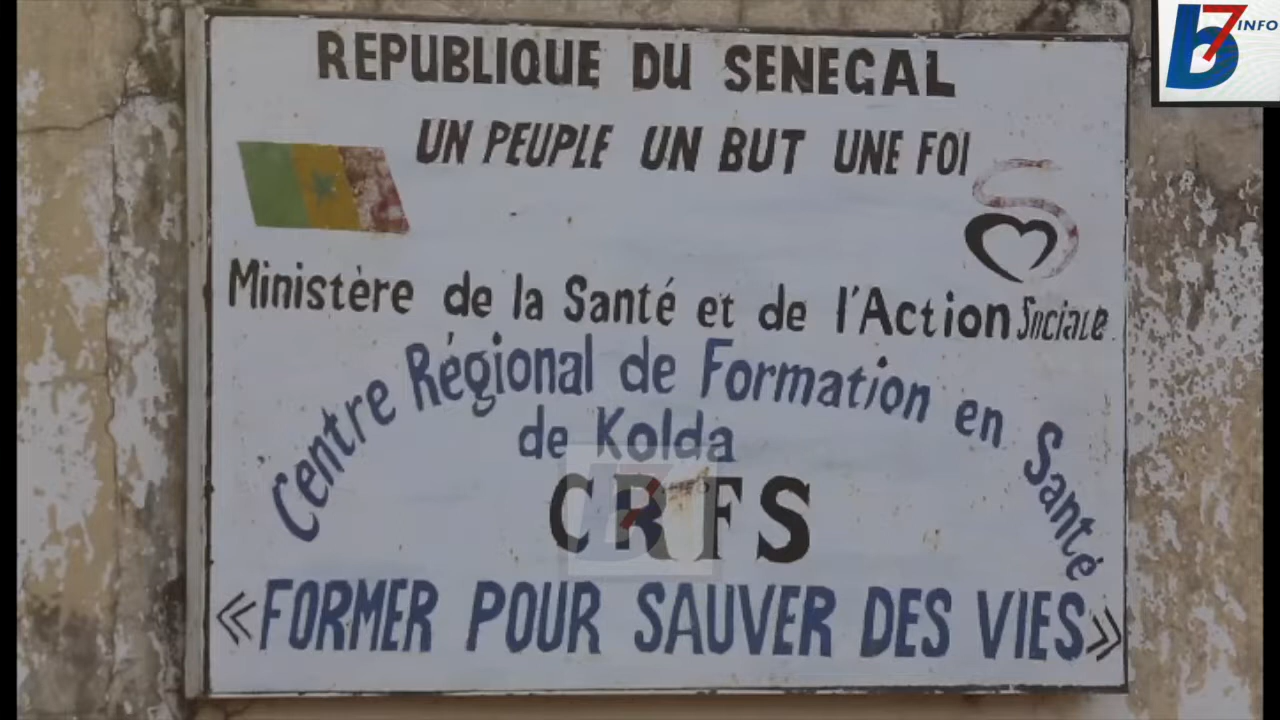 REPUBLIQUE DU SENEGAL
UN PEUPLE UN BUT UNE FOI
Ministère de la Santé et de l'Action Sociale
Centre Régional de Formation en Santé
de Kolda
CRFS
«FORMER POUR SAUVER DES VIES»
b7 INFO